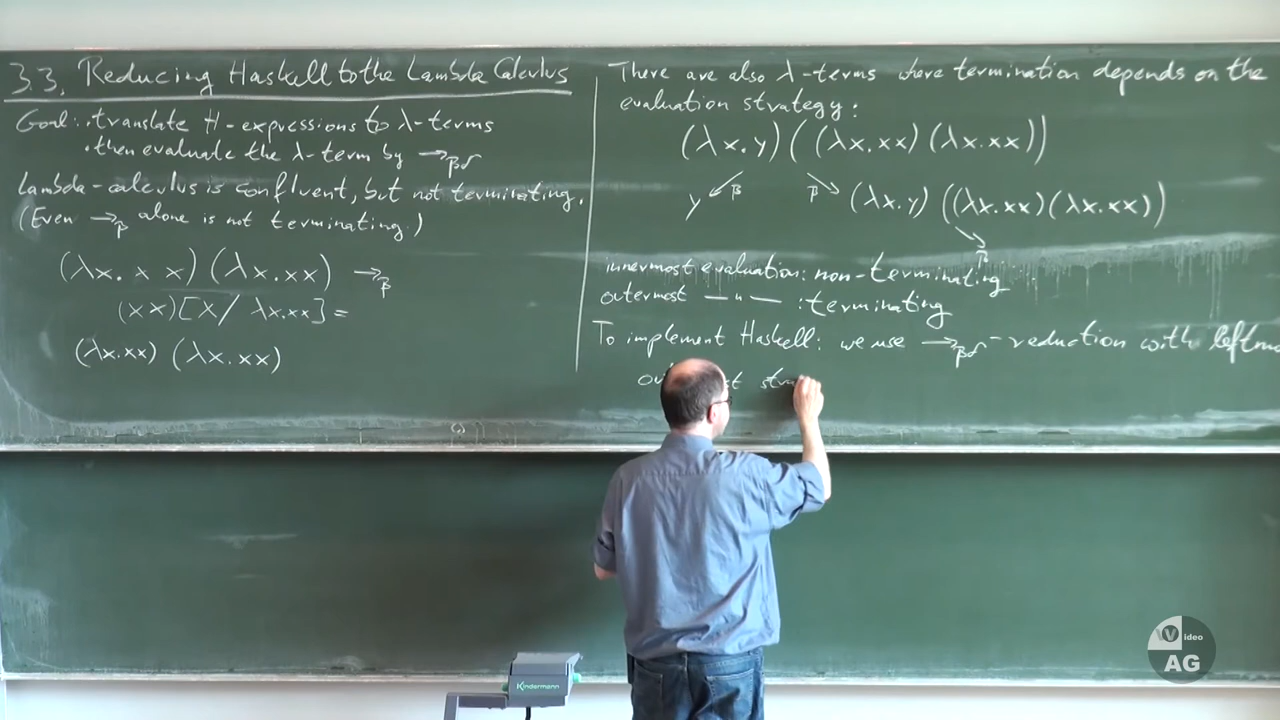 3.3. Reducing Haskell to the Lambda Calculus
Goal: • translate H-expressions to λ-terms
• then evaluate the λ-term by →βδ
Lambda-calculus is confluent, but not terminating.
(Even →β alone is not terminating.)
(λx. x x) (λx. xx) →β
(xx)[x/ λx.xx] =
(λx.xx) (λx.xx)
There are also λ-terms where termination depends on the
evaluation strategy:
(λx.y) ((λx.xx) (λx.xx))
y ↙β β↘ (λx.y) ((λx.xx)(λx.xx))
↘β
innermost evaluation: non-terminating
outermost —"— : terminating
To implement Haskell: we use →βδ-reduction with leftmo
st stra
Kindermann
Video
AG